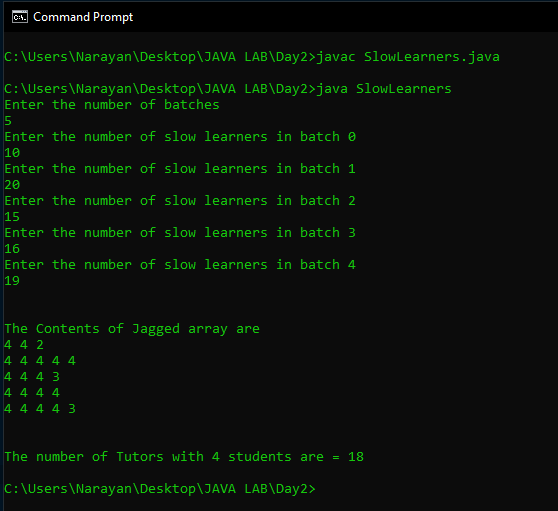 Command Prompt
C:\Users\Narayan\Desktop\JAVA LAB\Day2>javac SlowLearners.java
C:\Users\Narayan\Desktop\JAVA LAB\Day2>java SlowLearners
Enter the number of batches
5
Enter the number of slow learners in batch 0
10
Enter the number of slow learners in batch 1
20
Enter the number of slow learners in batch 2
15
Enter the number of slow learners in batch 3
16
Enter the number of slow learners in batch 4
19
The Contents of Jagged array are
4 4 2
4 4 4 4 4
4 4 4 3
4 4 4 4
4 4 4 4 3
The number of Tutors with 4 students are = 18
C:\Users\Narayan\Desktop\JAVA LAB\Day2>